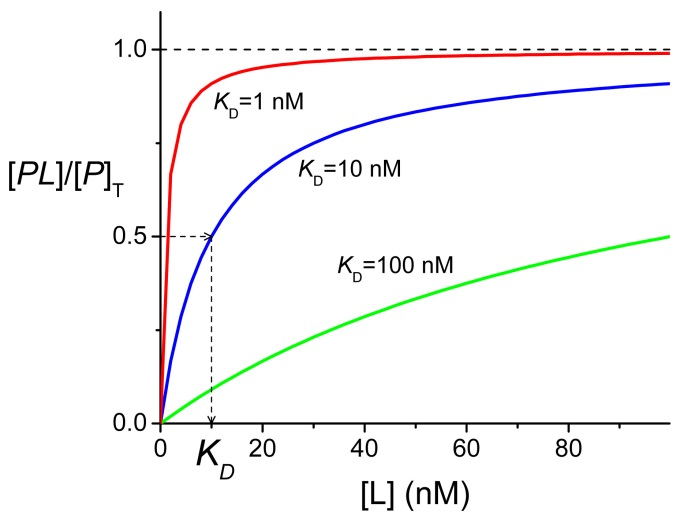 1.0
K_D=1 nM
K_D=10 nM
[PL]/[P]_T
0.5
K_D=100 nM
0.0
0 20 40 60 80
K_D
[L] (nM)